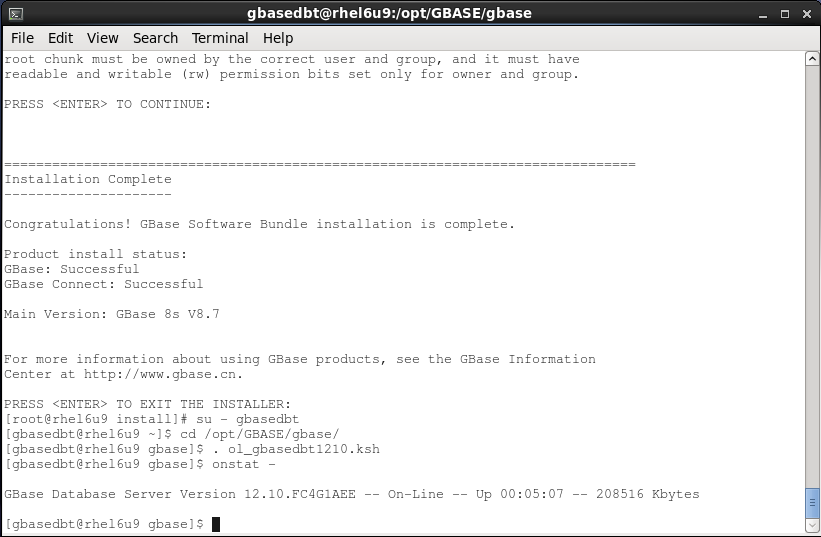 gbasedbt@rhel6u9:/opt/GBASE/gbase
File Edit View Search Terminal Help
root chunk must be owned by the correct user and group, and it must have
readable and writable (rw) permission bits set only for owner and group.
PRESS <ENTER> TO CONTINUE:
===============================================================================
Installation Complete
---------------------
Congratulations! GBase Software Bundle installation is complete.
Product install status:
GBase: Successful
GBase Connect: Successful
Main Version: GBase 8s V8.7
For more information about using GBase products, see the GBase Information
Center at http://www.gbase.cn.
PRESS <ENTER> TO EXIT THE INSTALLER:
[root@rhel6u9 install]# su - gbasedbt
[gbasedbt@rhel6u9 ~]$ cd /opt/GBASE/gbase/
[gbasedbt@rhel6u9 gbase]$ . ol_gbasedbt1210.ksh
[gbasedbt@rhel6u9 gbase]$ onstat -
GBase Database Server Version 12.10.FC4G1AEE -- On-Line -- Up 00:05:07 -- 208516 Kbytes
[gbasedbt@rhel6u9 gbase]$